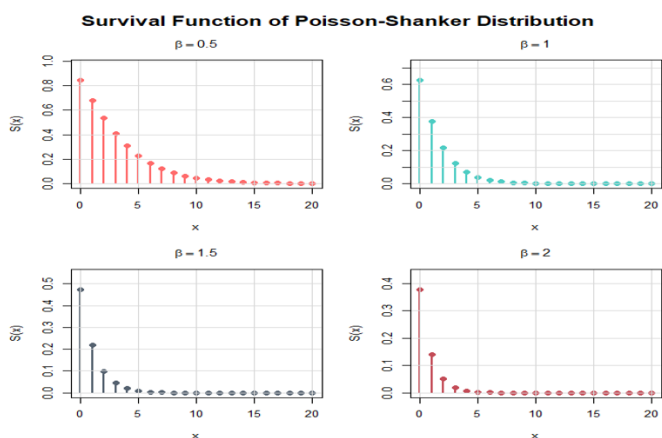 Survival Function of Poisson-Shanker Distribution
β = 0.5
S(x)
1.0
0.8
0.6
0.4
0.2
0.0
0 5 10 15 20
x
β = 1
S(x)
0.6
0.4
0.2
0.0
0 5 10 15 20
x
β = 1.5
S(x)
0.5
0.4
0.3
0.2
0.1
0.0
0 5 10 15 20
x
β = 2
S(x)
0.4
0.3
0.2
0.1
0.0
0 5 10 15 20
x